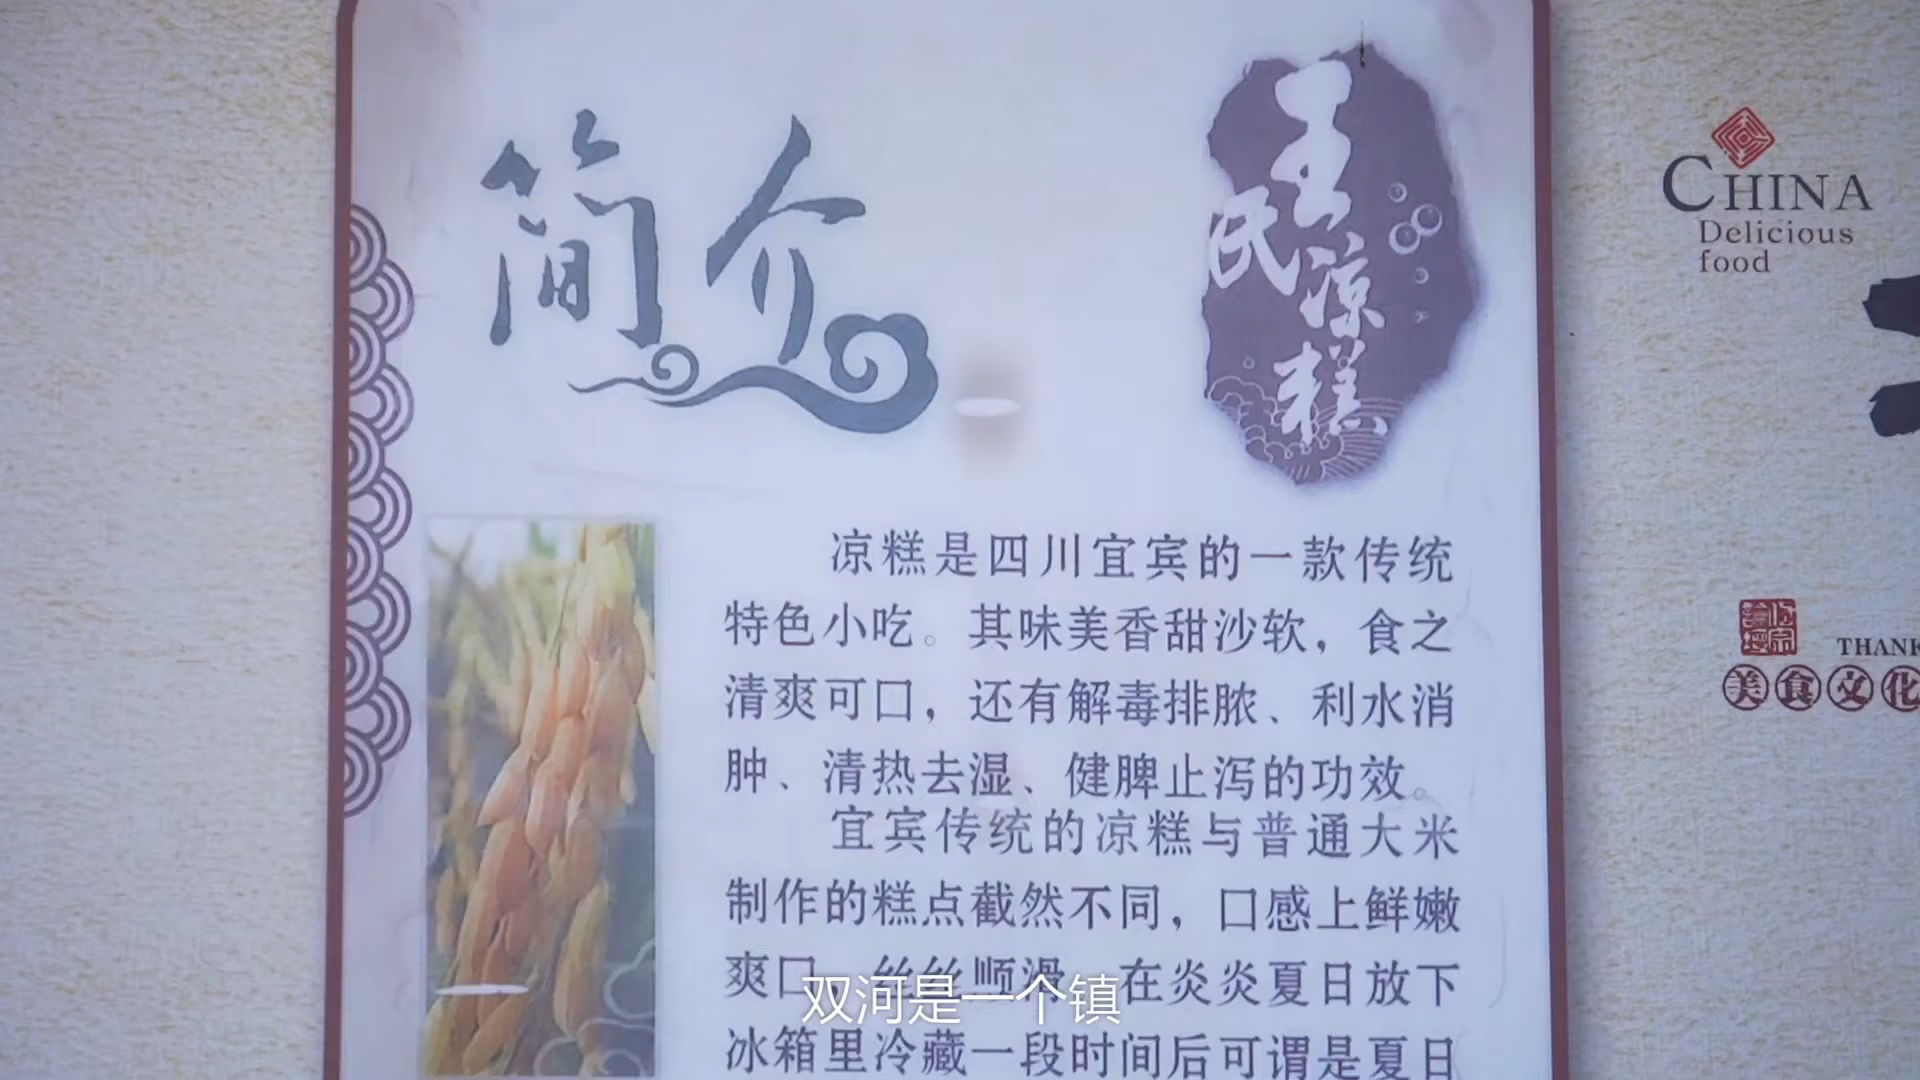 简介
王氏凉糕
凉糕是四川宜宾的一款传统
特色小吃。其味美香甜沙软，食之
清爽可口，还有解毒排脓、利水消
肿、清热去湿、健脾止泻的功效。
宜宾传统的凉糕与普通大米
制作的糕点截然不同，口感上鲜嫩
爽口、丝丝顺滑，在炎炎夏日放下
冰箱里冷藏一段时间后可谓是夏日
双河是一个镇
CHINA
Delicious
food
THANK
美食文化